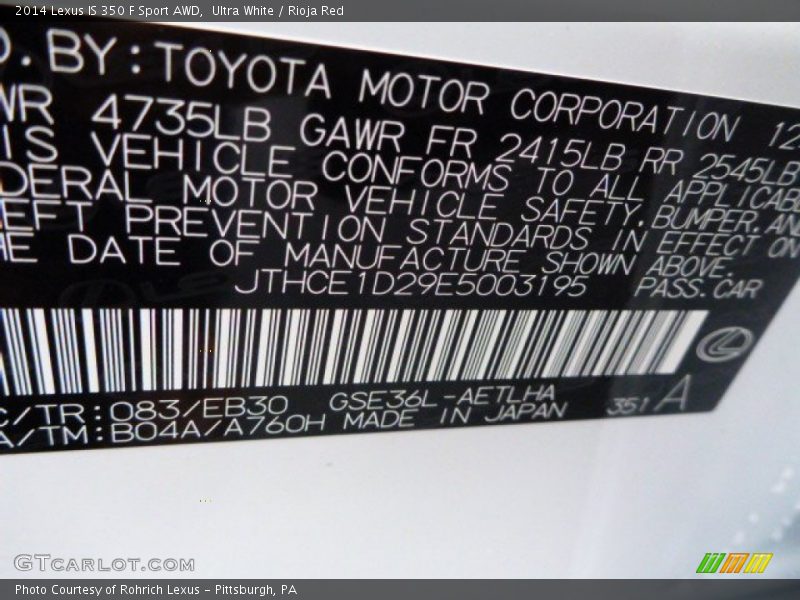 2014 Lexus IS 350 F Sport AWD, Ultra White / Rioja Red
D.BY:TOYOTA MOTOR CORPORATION 12
WR 4735LB GAWR FR 2415LB RR 2545LB
IS VEHICLE CONFORMS TO ALL APPLICAB
DERAL MOTOR VEHICLE SAFETY, BUMPER, AN
EFT PREVENTION STANDARDS IN EFFECT ON
HE DATE OF MANUFACTURE SHOWN ABOVE.
JTHCE1D29E5003195 PASS.CAR
C/TR:083/EB30 GSE36L-AETLHA
A/TM:B04A/A760H MADE IN JAPAN 351 A
GTCARLOT.COM
Photo Courtesy of Rohrich Lexus - Pittsburgh, PA